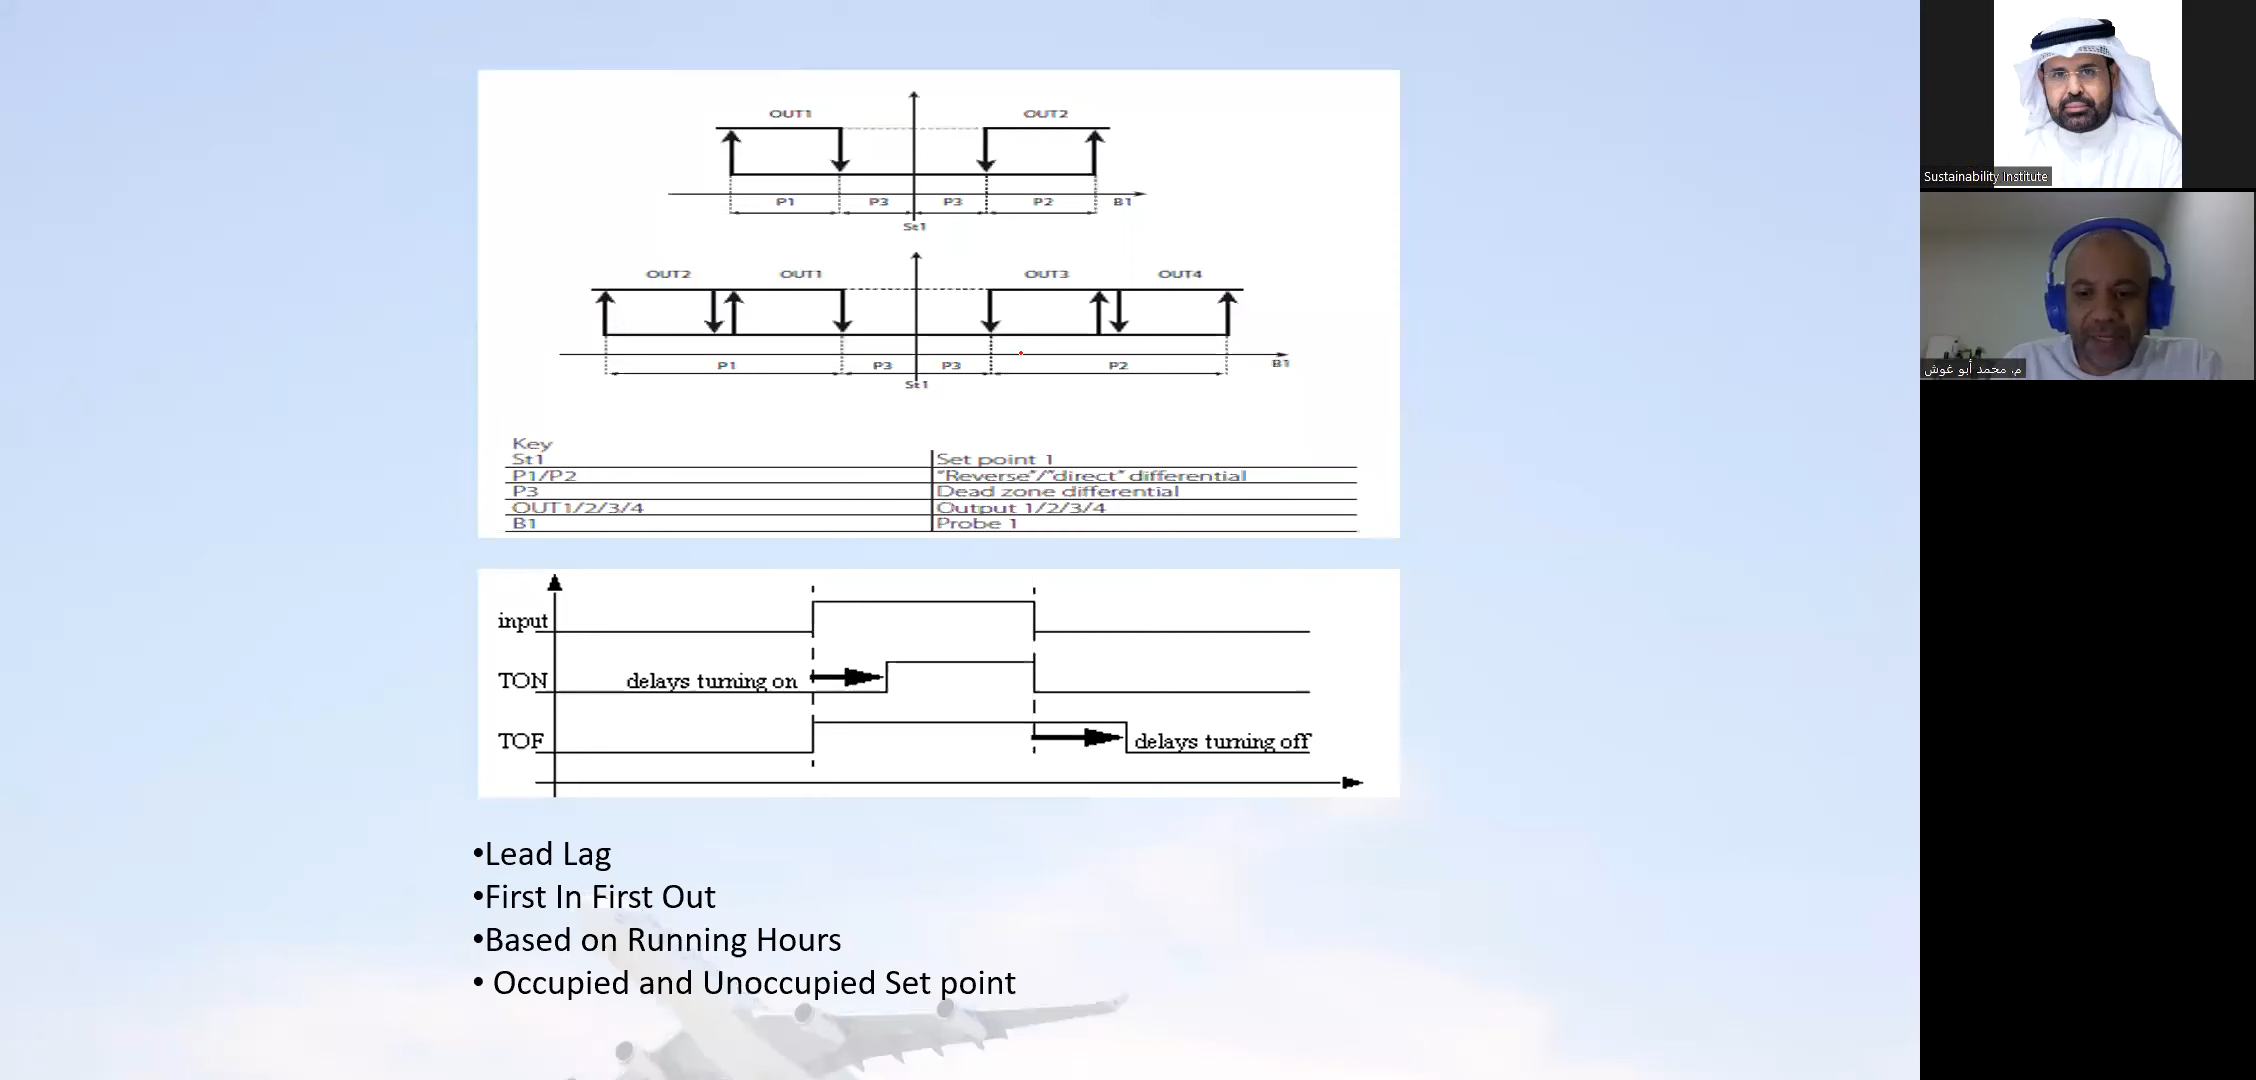 OUT1 OUT2
P1 P3 P3 P2 B1
St1
OUT2 OUT1 OUT3 OUT4
P1 P3 P3 P2 B1
St1
Key
St1 Set point 1
P1/P2 "Reverse"/"direct" differential
P3 Dead zone differential
OUT1/2/3/4 Output 1/2/3/4
B1 Probe 1
input
TON delays turning on
TOF delays turning off
•Lead Lag
•First In First Out
•Based on Running Hours
• Occupied and Unoccupied Set point
Sustainability Institute
م. محمد أبو غوش